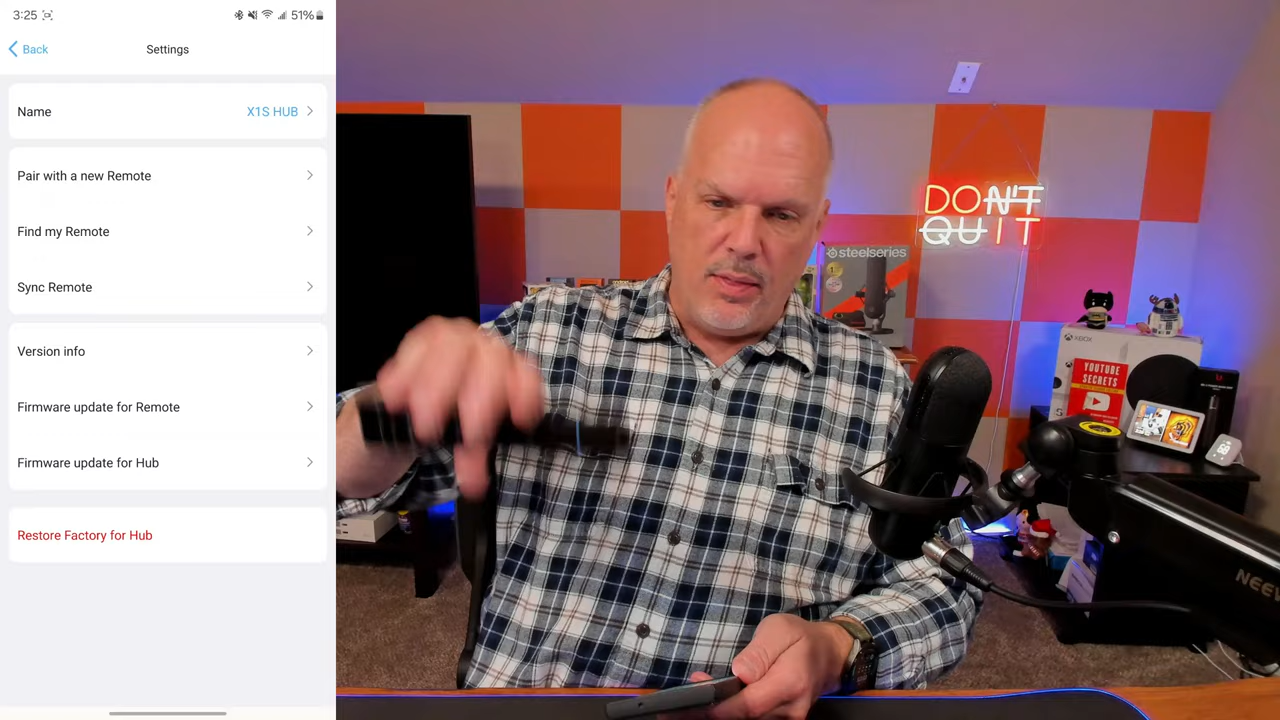 3:25
51%
Back
Settings
Name
X1S HUB
Pair with a new Remote
Find my Remote
Sync Remote
Version info
Firmware update for Remote
Firmware update for Hub
Restore Factory for Hub
steelseries
DON'T
QUIT
XBOX
YOUTUBE
SECRETS
NEE